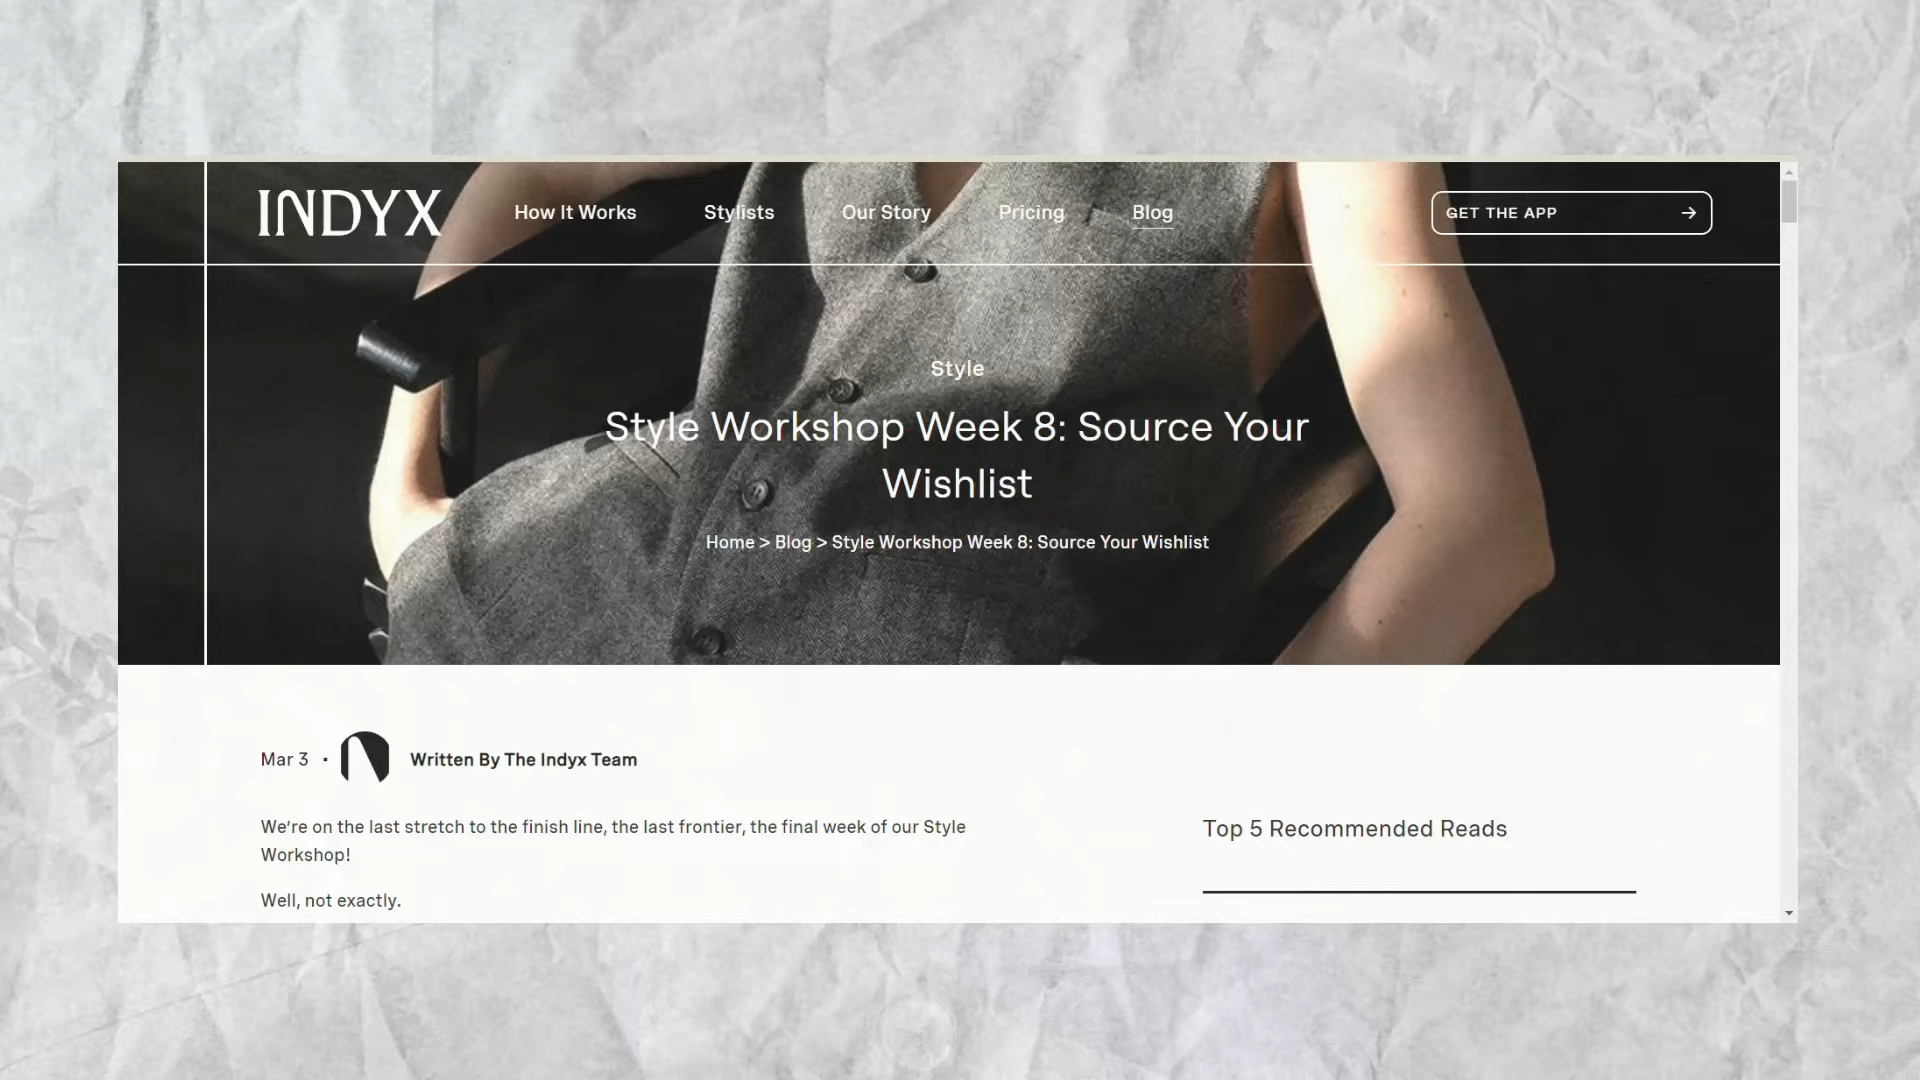 INDYX
How It Works
Stylists
Our Story
Pricing
Blog
GET THE APP
Style
Style Workshop Week 8: Source Your
Wishlist
Home > Blog > Style Workshop Week 8: Source Your Wishlist
Mar 3
Written By The Indyx Team
We're on the last stretch to the finish line, the last frontier, the final week of our Style
Workshop!
Well, not exactly.
Top 5 Recommended Reads